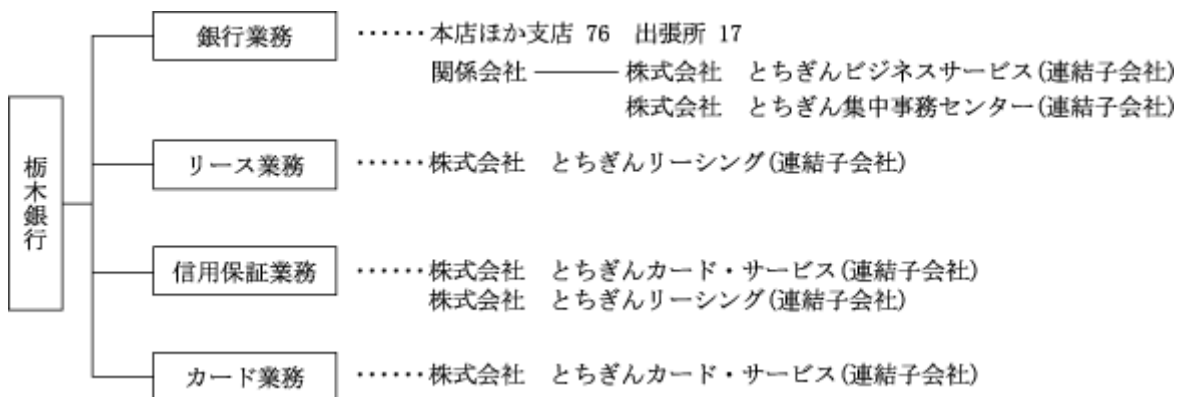 栃木銀行
銀行業務 ……本店ほか支店 76 出張所 17
関係会社 ――― 株式会社 とちぎんビジネスサービス(連結子会社)
株式会社 とちぎん集中事務センター(連結子会社)
リース業務 ……株式会社 とちぎんリーシング(連結子会社)
信用保証業務 ……株式会社 とちぎんカード・サービス(連結子会社)
株式会社 とちぎんリーシング(連結子会社)
カード業務 ……株式会社 とちぎんカード・サービス(連結子会社)